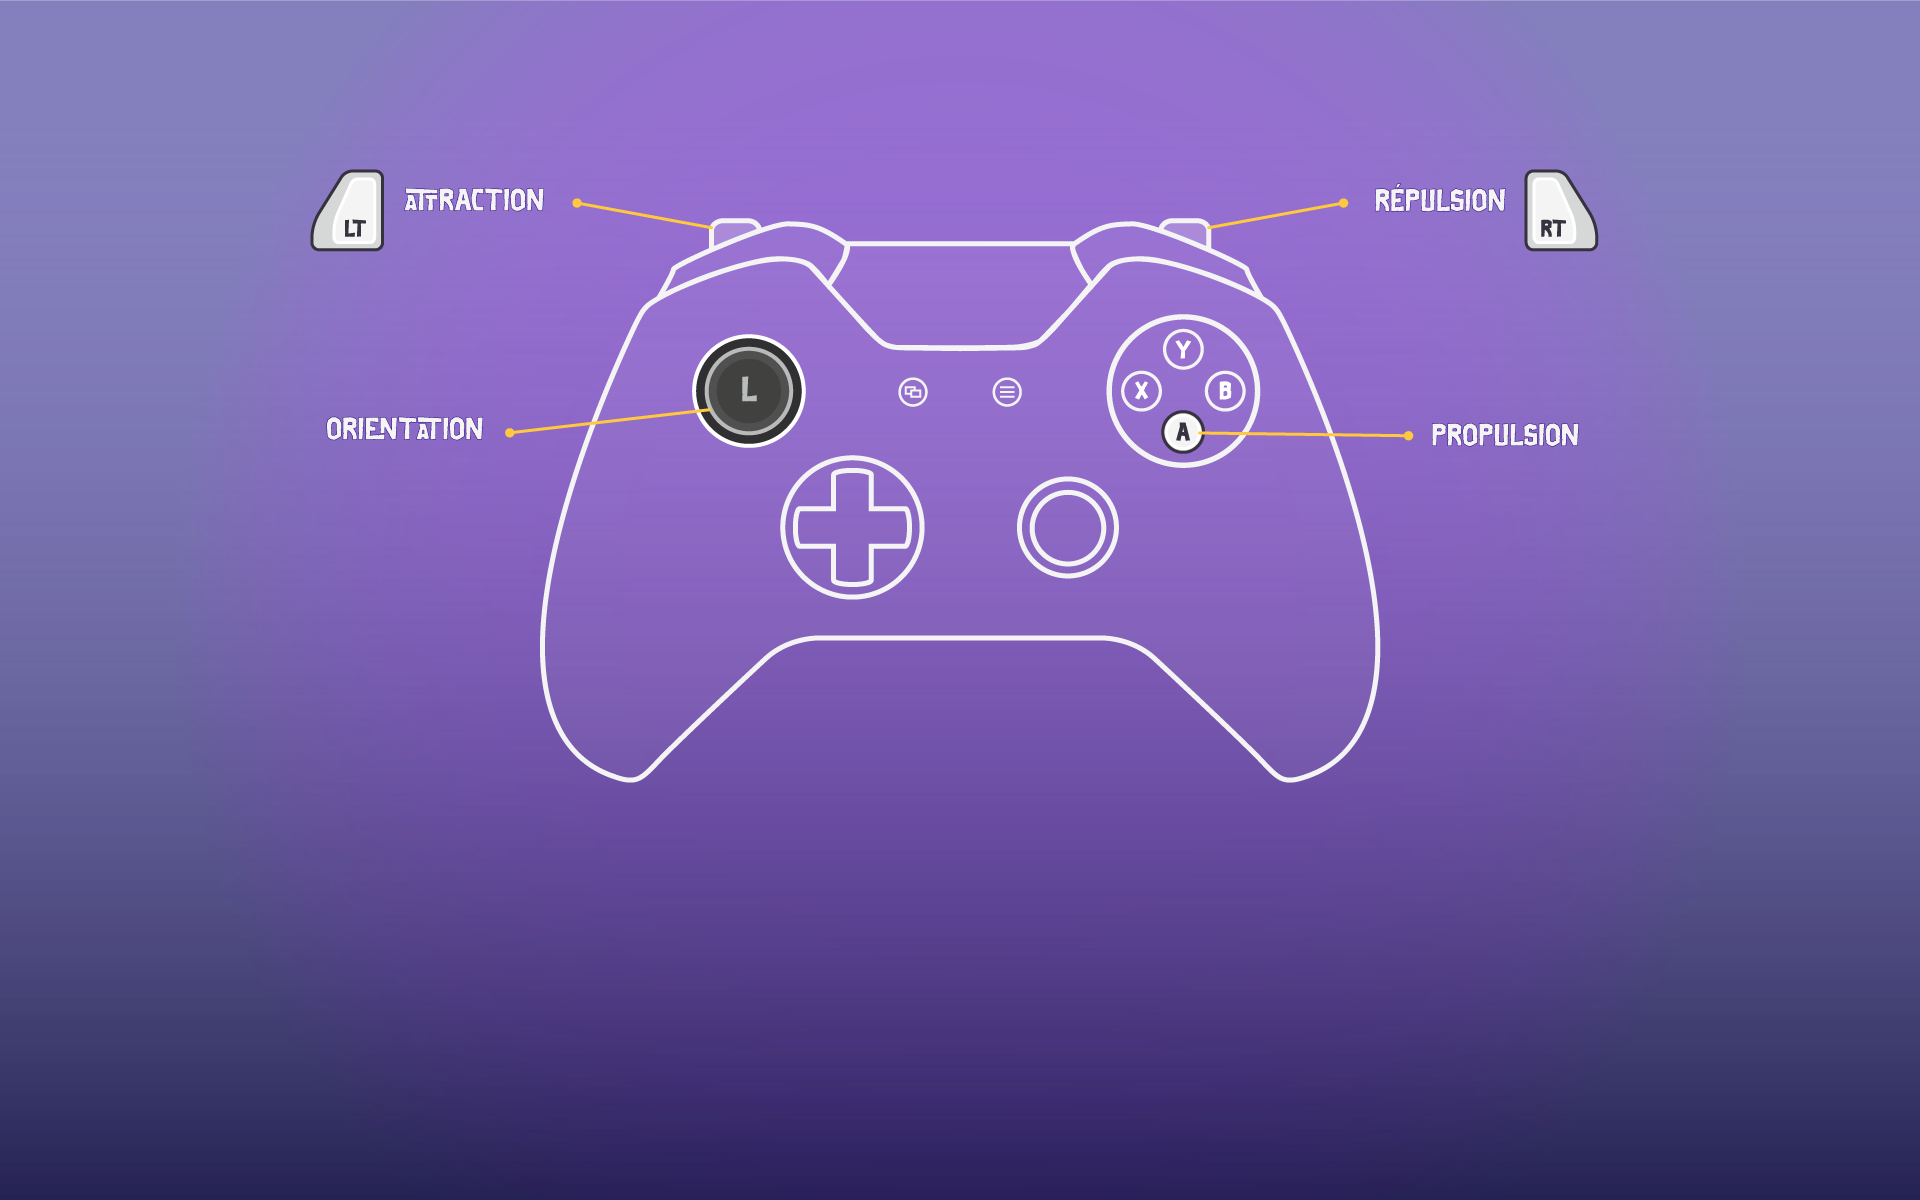 LT ATTRACTION
RÉPULSION RT
Y
L
X B
ORIENTATION
A
PROPULSION